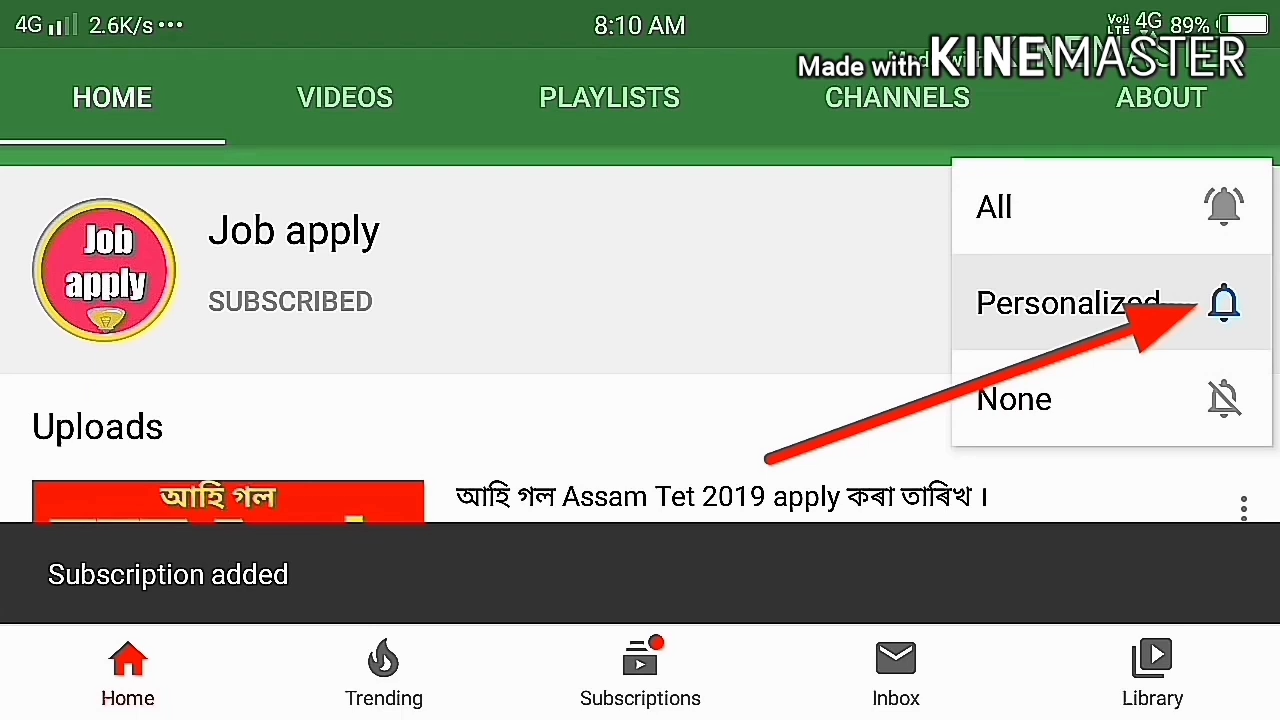 4G 2.6K/s ... 8:10 AM VoLTE 4G 89%
Made with KINEMASTER
HOME VIDEOS PLAYLISTS CHANNELS ABOUT
Job apply
Job apply
SUBSCRIBED
All
Personalized
None
Uploads
আহি গল
আহি গল Assam Tet 2019 apply কৰা তাৰিখ ।
Subscription added
Home Trending Subscriptions Inbox Library